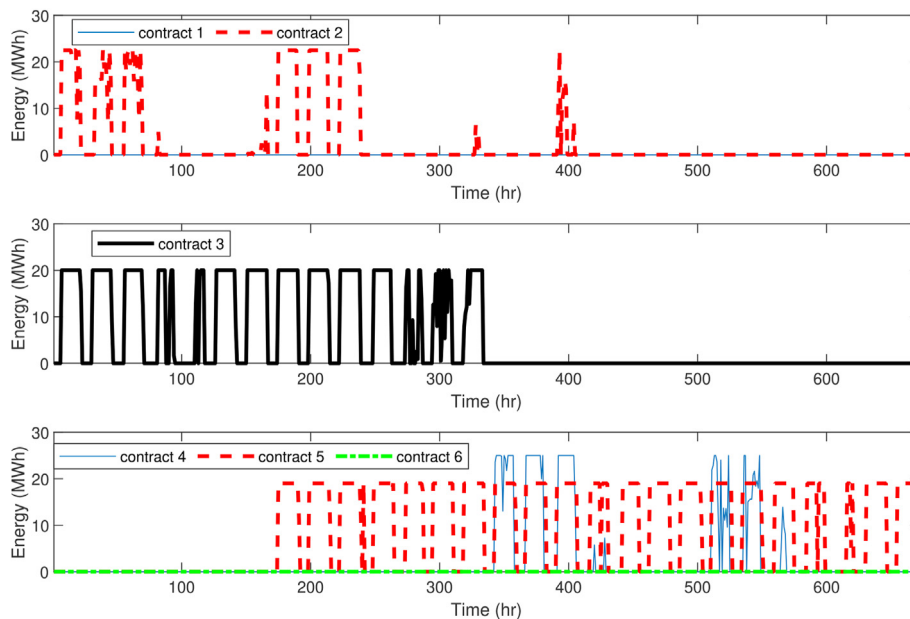 30
contract 1 contract 2
20
10
0
Energy (MWh)
100 200 300 400 500 600
Time (hr)
30
contract 3
20
10
0
Energy (MWh)
100 200 300 400 500 600
Time (hr)
30
contract 4 contract 5 contract 6
20
10
0
Energy (MWh)
100 200 300 400 500 600
Time (hr)